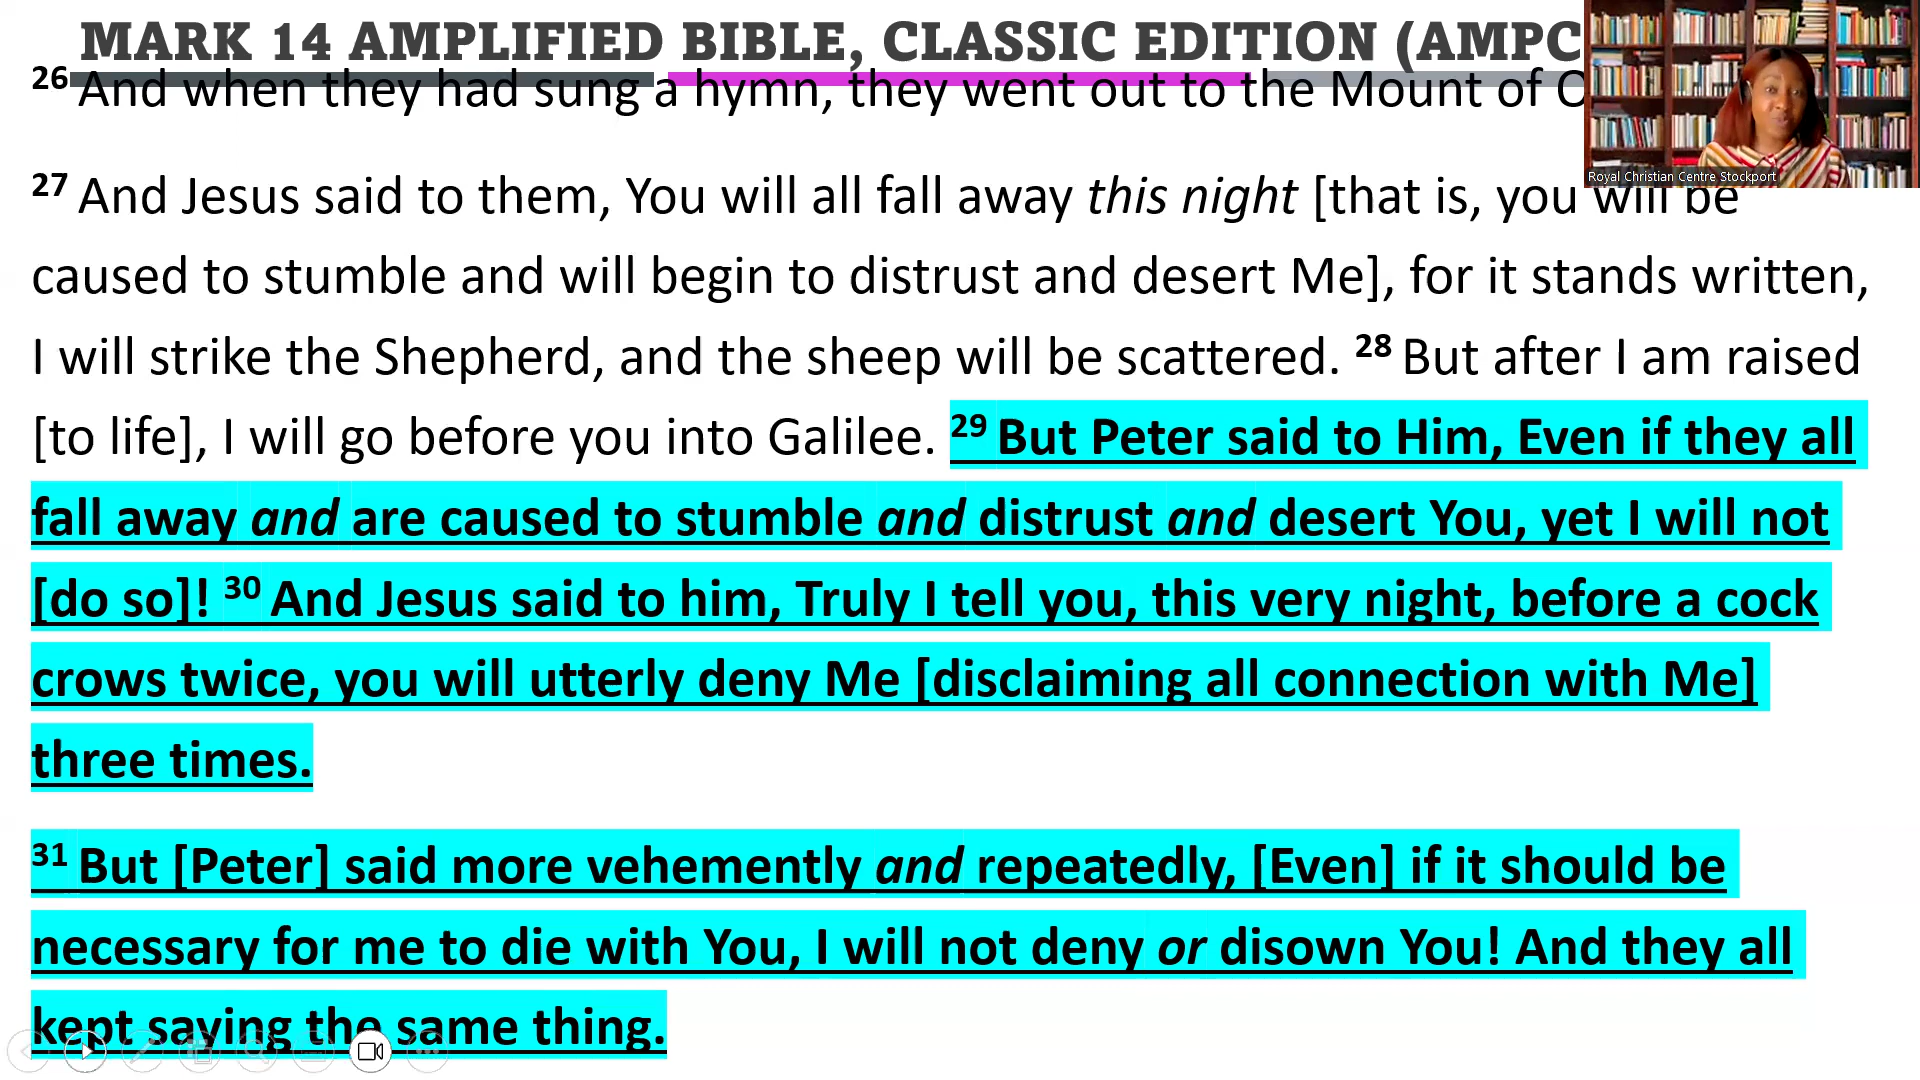 MARK 14 AMPLIFIED BIBLE, CLASSIC EDITION (AMPC
26 And when they had sung a hymn, they went out to the Mount of
Royal Christian Centre Stockport
27 And Jesus said to them, You will all fall away this night [that is, you will be
caused to stumble and will begin to distrust and desert Me], for it stands written,
I will strike the Shepherd, and the sheep will be scattered. 28 But after I am raised
[to life], I will go before you into Galilee. 29 But Peter said to Him, Even if they all
fall away and are caused to stumble and distrust and desert You, yet I will not
[do so]! 30 And Jesus said to him, Truly I tell you, this very night, before a cock
crows twice, you will utterly deny Me [disclaiming all connection with Me]
three times.
31 But [Peter] said more vehemently and repeatedly, [Even] if it should be
necessary for me to die with You, I will not deny or disown You! And they all
kept saying the same thing.